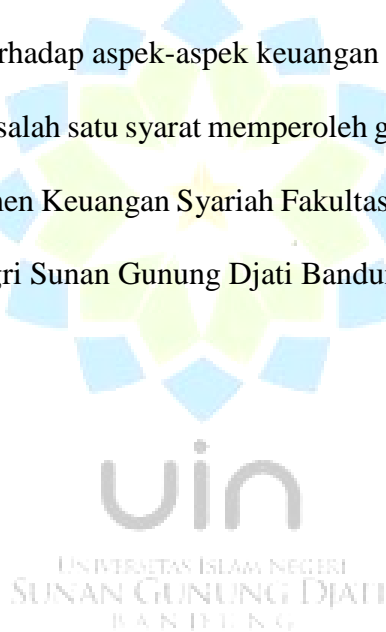 rhadap aspek-aspek keuangan
salah satu syarat memperoleh g
en Keuangan Syariah Fakultas
gri Sunan Gunung Djati Bandu
uin
UNIVERSITAS ISLAM NEGERI
SUNAN GUNUNG DJATI
BANDUNG